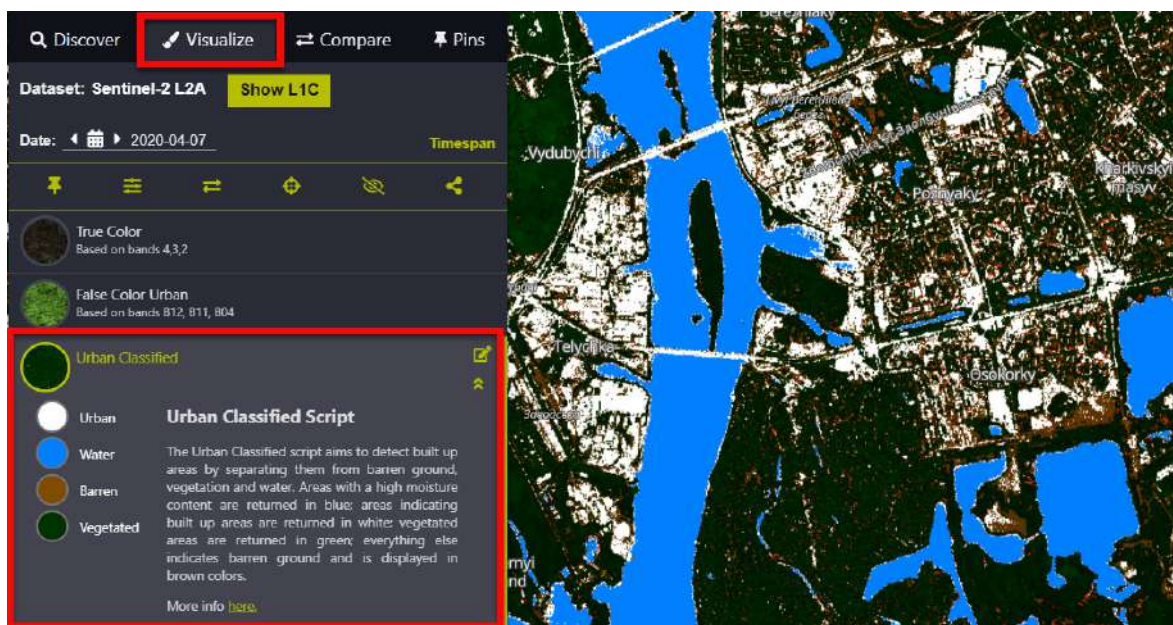 Discover
Visualize
Compare
Pins
Dataset: Sentinel-2 L2A
Show L1C
Date:
2020-04-07
Timespan
True Color
Based on bands 4,3,2
False Color Urban
Based on bands B12, B11, B04
Urban Classified
Urban
Water
Barren
Vegetated
Urban Classified Script
The Urban Classified script aims to detect built up
areas by separating them from barren ground,
vegetation and water. Areas with a high moisture
content are returned in blue; areas indicating
built up areas are returned in white; vegetated
areas are returned in green; everything else
indicates barren ground and is displayed in
brown colors.
More info here.
Berezniaky
Vydubychi
Kharkivskyi
masyv
Poznyaky
Telychka
Osokorky